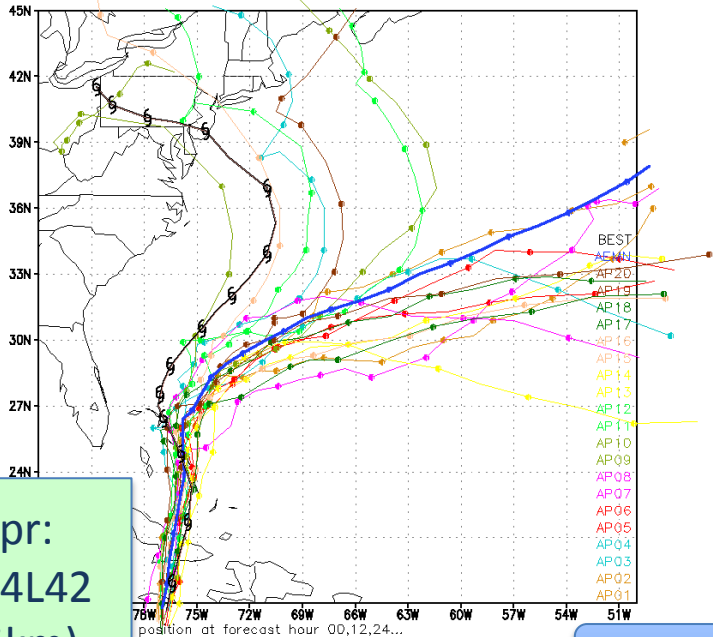 45N
42N
39N
36N
33N
30N
27N
24N
BEST
AEMN
AP20
AP19
AP18
AP17
AP16
AP15
AP14
AP13
AP12
AP11
AP10
AP09
AP08
AP07
AP06
AP05
AP04
AP03
AP02
AP01
pr:
4L42
78W 75W 72W 69W 66W 63W 60W 57W 54W 51W
position at forecast hour 00,12,24...